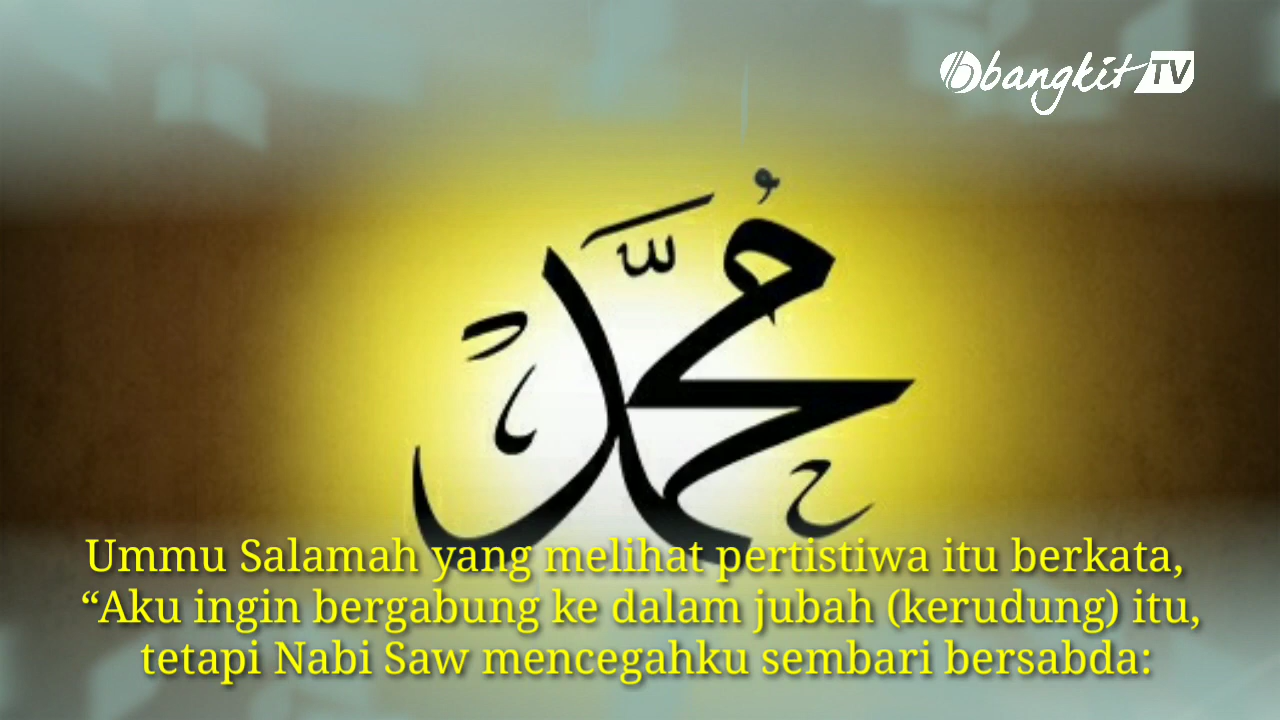 bangkit TV
مُحَمَّد
Ummu Salamah yang melihat pertistiwa itu berkata,
“Aku ingin bergabung ke dalam jubah (kerudung) itu,
tetapi Nabi Saw mencegahku sembari bersabda: